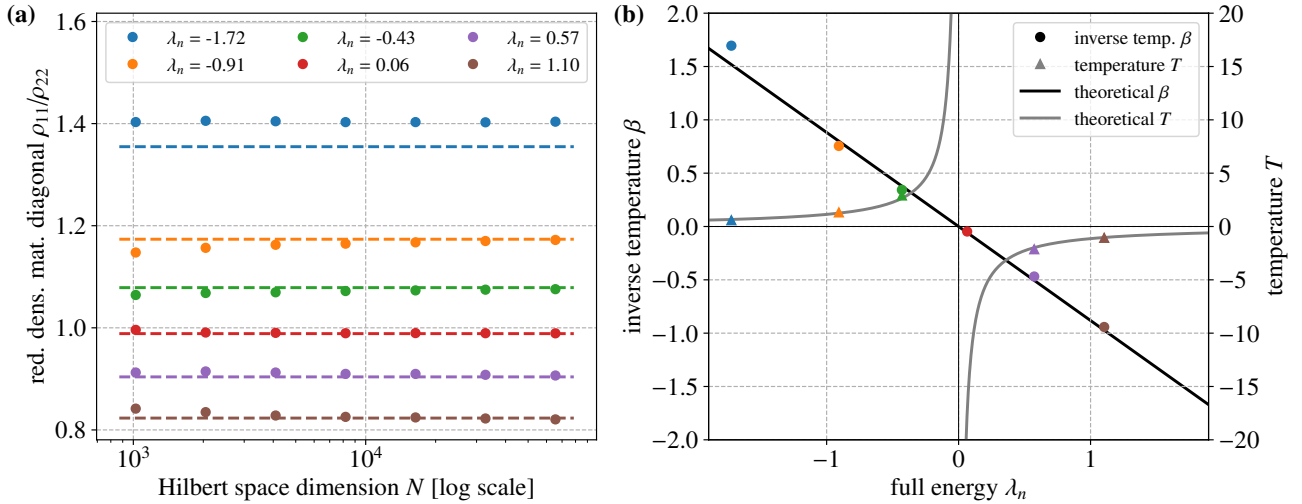 (a)
red. dens. mat. diagonal ρ11/ρ22
1.6
1.4
1.2
1.0
0.8
λn = -1.72
λn = -0.91
λn = -0.43
λn = 0.06
λn = 0.57
λn = 1.10
10^3
10^4
Hilbert space dimension N [log scale]
(b)
inverse temperature β
2.0
1.5
1.0
0.5
0.0
−0.5
−1.0
−1.5
−2.0
inverse temp. β
temperature T
theoretical β
theoretical T
20
15
10
5
0
−5
−10
−15
−20
temperature T
−1
0
1
full energy λn